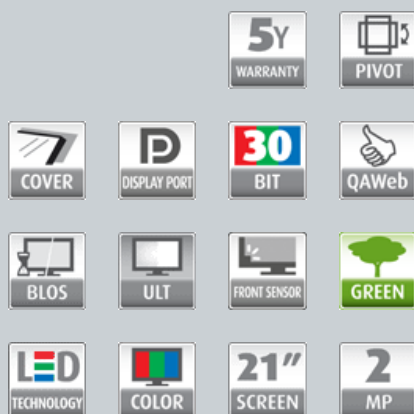 5Y
WARRANTY
PIVOT
COVER
DISPLAY PORT
30
BIT
QAWeb
BLOS
ULT
FRONT SENSOR
GREEN
LED
TECHNOLOGY
COLOR
21"
SCREEN
2
MP